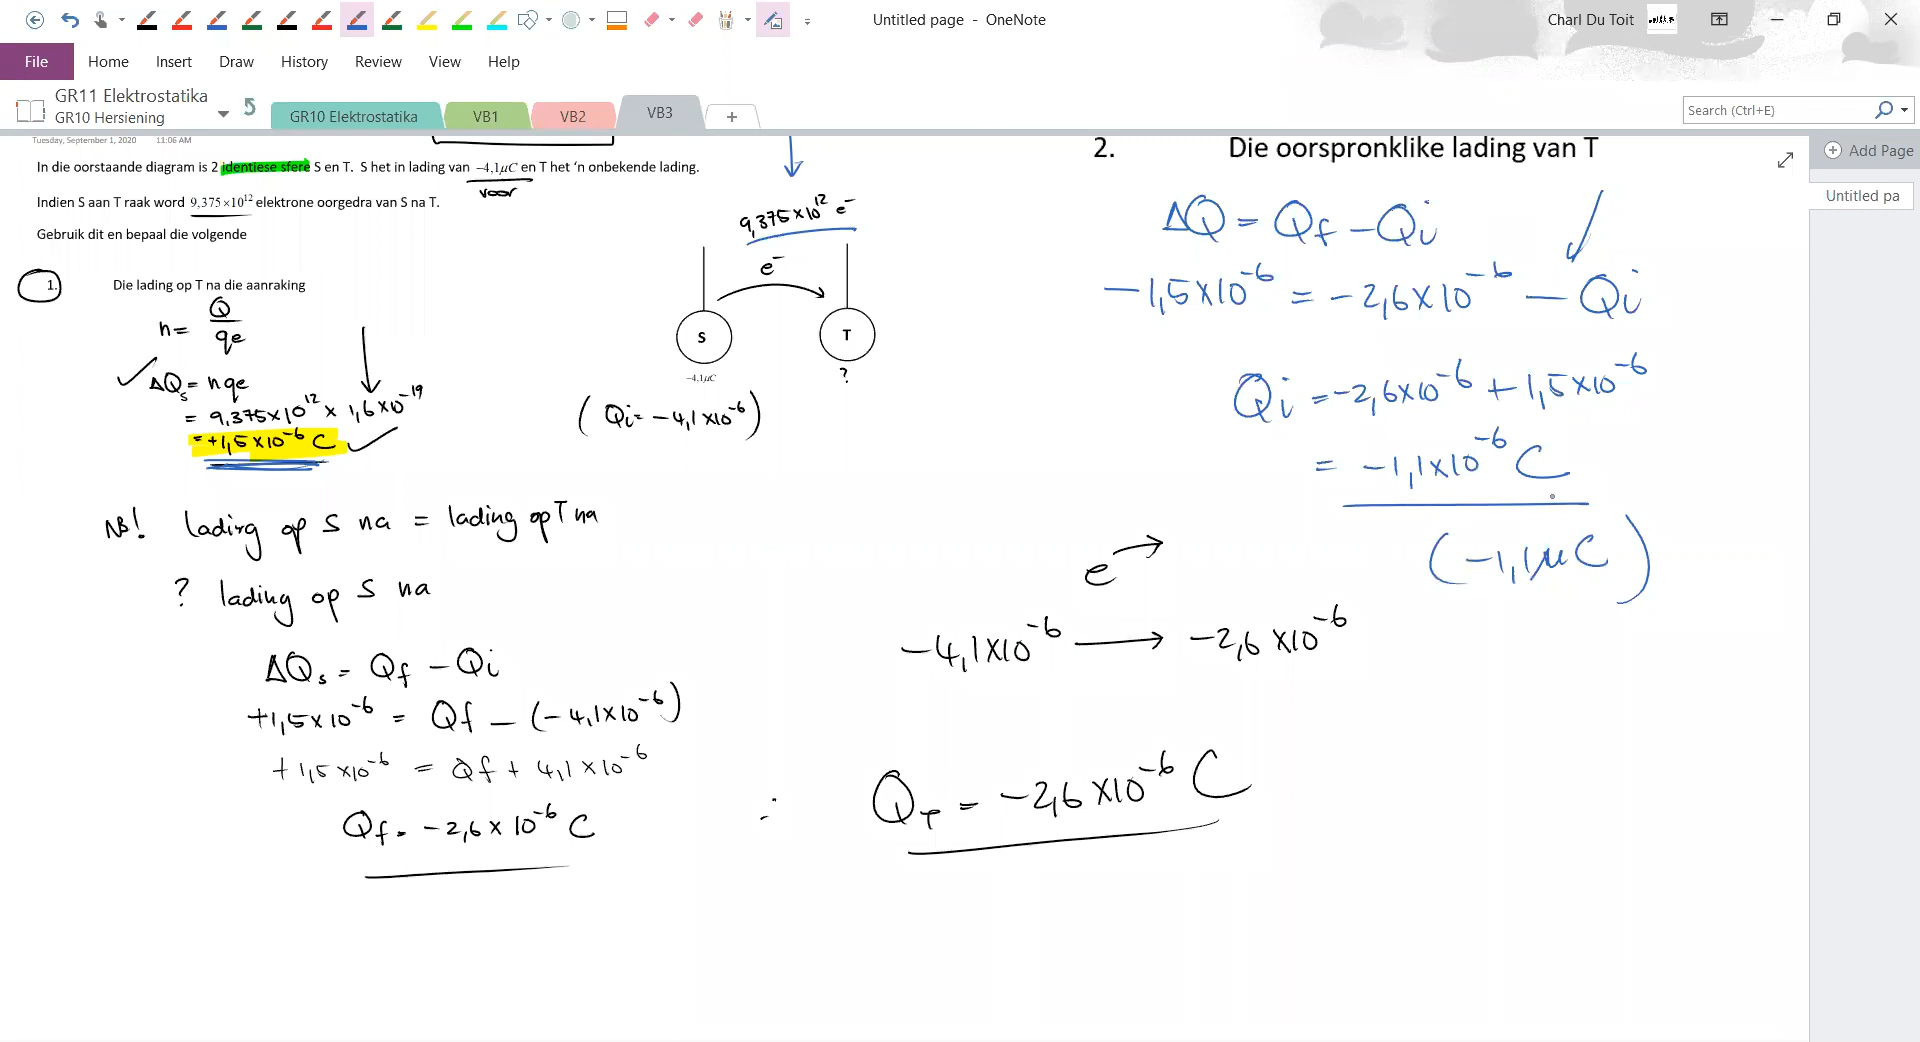 Untitled page - OneNote
Charl Du Toit
File Home Insert Draw History Review View Help
GR11 Elektrostatika
GR10 Hersiening
GR10 Elektrostatika VB1 VB2 VB3 +
Search (Ctrl+E)
Add Page
Untitled pa
Tuesday, September 1, 2020 11:06 AM
In die oorstaande diagram is 2 identiese sfere S en T. S het in lading van −4,1μC en T het 'n onbekende lading.
voor
Indien S aan T raak word 9,375×10¹² elektrone oorgedra van S na T.
Gebruik dit en bepaal die volgende
1. Die lading op T na die aanraking
n = Q/qe
ΔQs = nqe
= 9,375×10¹² × 1,6×10⁻¹⁹
= +1,5×10⁻⁶ C
NB! lading op S na = lading op T na
? lading op S na
ΔQs = Qf − Qi
+1,5×10⁻⁶ = Qf − (−4,1×10⁻⁶)
+1,5×10⁻⁶ = Qf + 4,1×10⁻⁶
Qf = −2,6×10⁻⁶ C
9,375×10¹² e⁻
e⁻
S T
−4,1μC ?
(Qi = −4,1×10⁻⁶)
e
−4,1×10⁻⁶ → −2,6×10⁻⁶
∴ QT = −2,6×10⁻⁶ C
2. Die oorspronklike lading van T
ΔQ = Qf − Qi
−1,5×10⁻⁶ = −2,6×10⁻⁶ − Qi
Qi = −2,6×10⁻⁶ + 1,5×10⁻⁶
= −1,1×10⁻⁶ C
(−1,1μC)